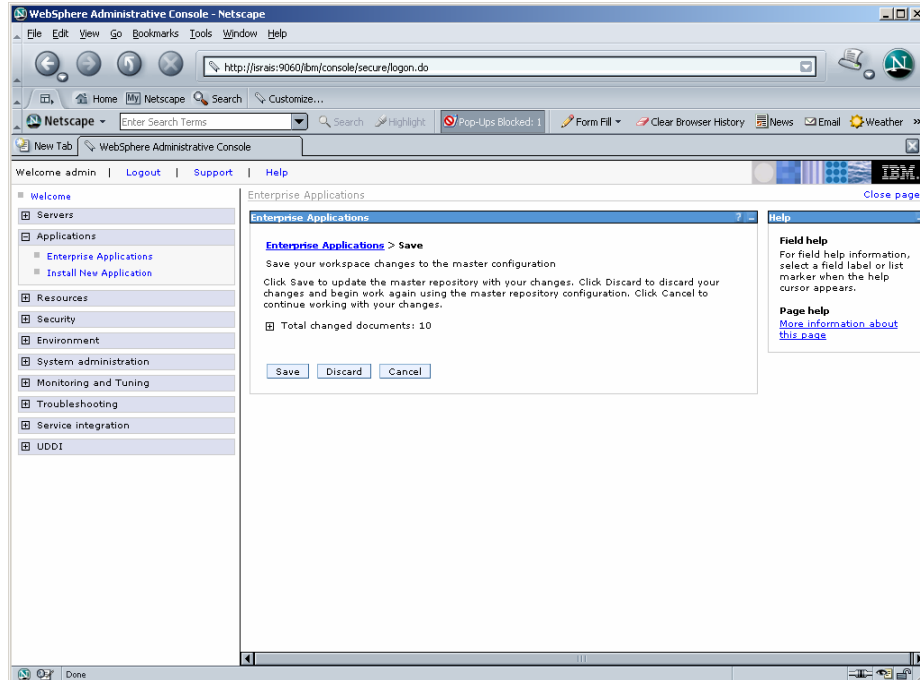 WebSphere Administrative Console - Netscape
File Edit View Go Bookmarks Tools Window Help
http://israis:9060/ibm/console/secure/logon.do
Home My Netscape Search Customize...
Netscape Enter Search Terms Search Highlight Pop-Ups Blocked: 1 Form Fill Clear Browser History News Email Weather »
New Tab WebSphere Administrative Console
Welcome admin | Logout | Support | Help IBM.
Welcome
Servers
Applications
Enterprise Applications
Install New Application
Resources
Security
Environment
System administration
Monitoring and Tuning
Troubleshooting
Service integration
UDDI
Enterprise Applications Close page
Enterprise Applications ? _
Enterprise Applications > Save
Save your workspace changes to the master configuration
Click Save to update the master repository with your changes. Click Discard to discard your
changes and begin work again using the master repository configuration. Click Cancel to
continue working with your changes.
Total changed documents: 10
Save Discard Cancel
Help
Field help
For field help information,
select a field label or list
marker when the help
cursor appears.
Page help
More information about
this page
Done